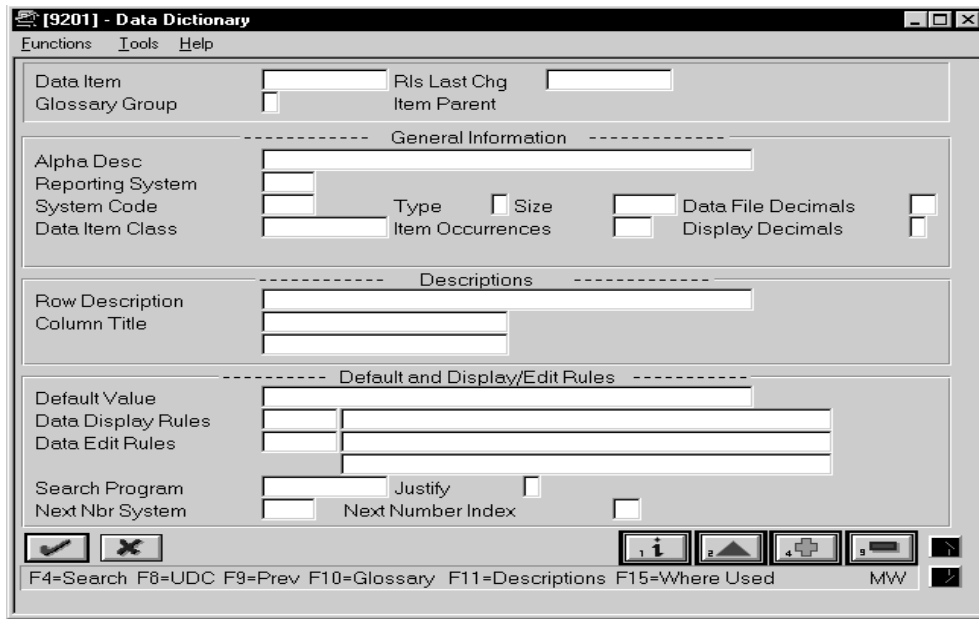 [9201] - Data Dictionary
Functions Tools Help
Data Item Rls Last Chg
Glossary Group Item Parent
------------ General Information -------------
Alpha Desc
Reporting System
System Code Type Size Data File Decimals
Data Item Class Item Occurrences Display Decimals
------------ Descriptions -------------
Row Description
Column Title
---------- Default and Display/Edit Rules -----------
Default Value
Data Display Rules
Data Edit Rules
Search Program Justify
Next Nbr System Next Number Index
1 i 2 4 9
F4=Search F8=UDC F9=Prev F10=Glossary F11=Descriptions F15=Where Used MW